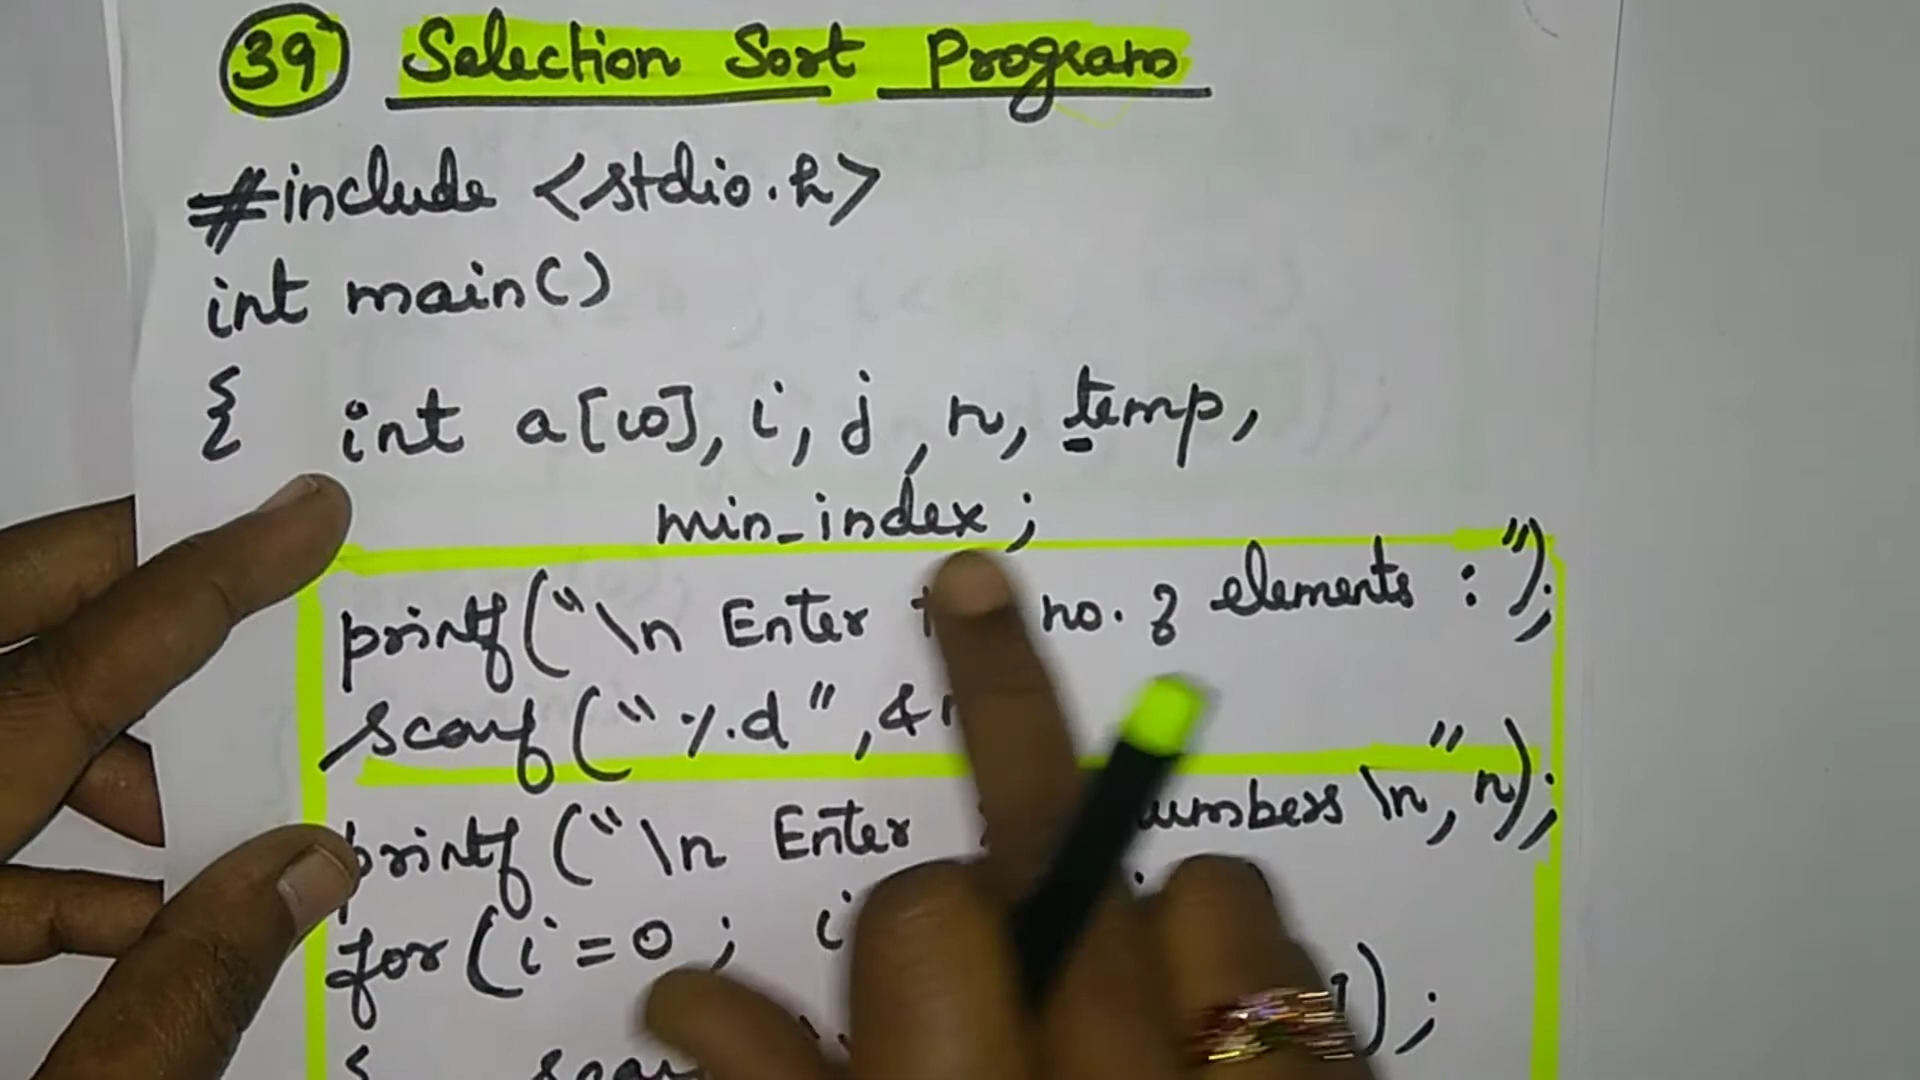 39 Selection Sort Program
#include <stdio.h>
int main()
{ int a[10], i, j, n, temp,
min_index;
printf("\n Enter no. of elements :");
scanf("%d", &n
printf("\n Enter numbers \n", n);
for(i=0; i
{
);